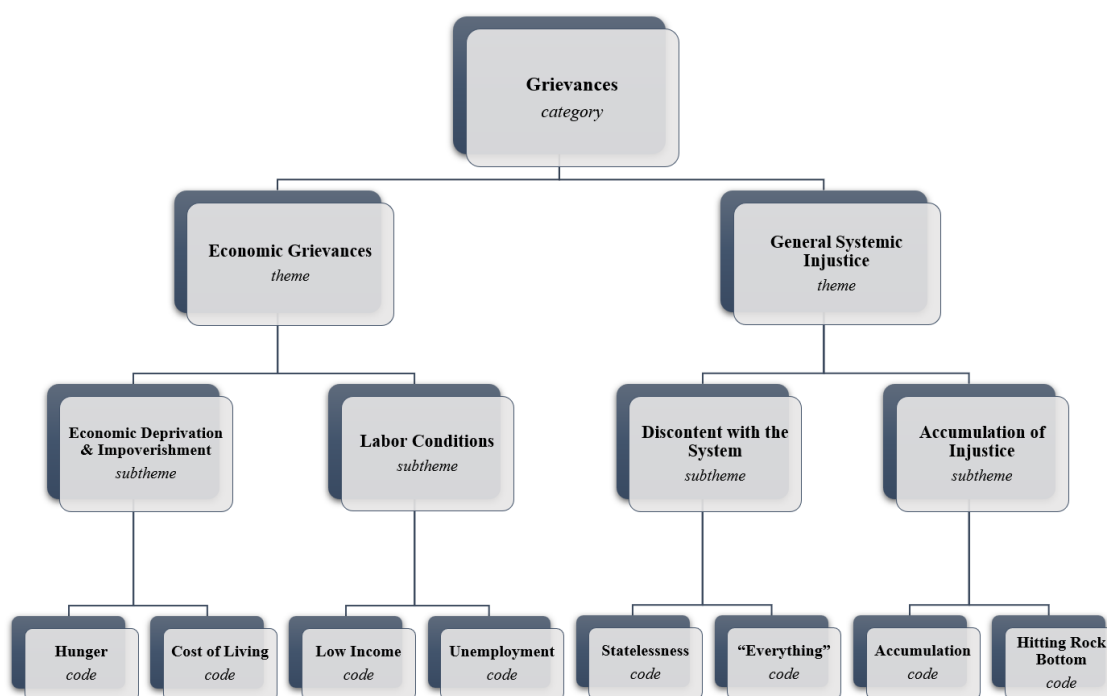 Grievances
category
Economic Grievances
theme
General Systemic
Injustice
theme
Economic Deprivation
& Impoverishment
subtheme
Labor Conditions
subtheme
Discontent with the
System
subtheme
Accumulation of
Injustice
subtheme
Hunger
code
Cost of Living
code
Low Income
code
Unemployment
code
Statelessness
code
“Everything”
code
Accumulation
code
Hitting Rock
Bottom
code